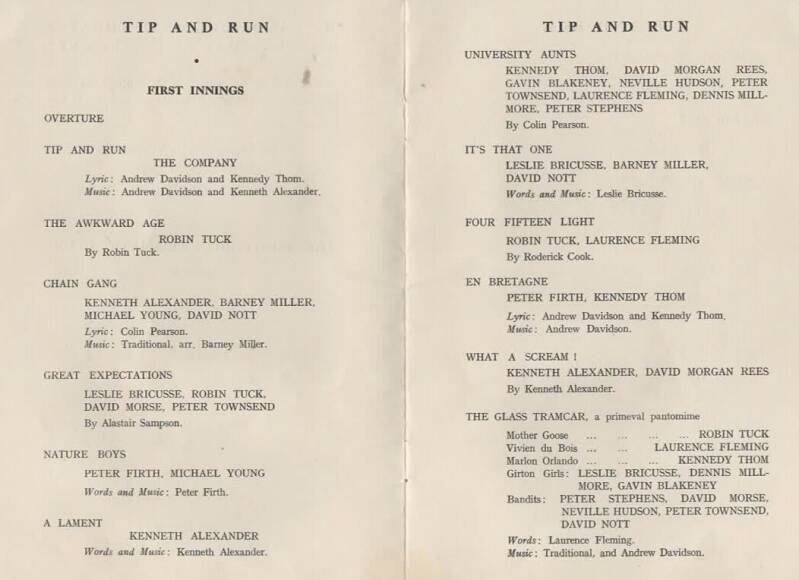 TIP AND RUN
FIRST INNINGS
OVERTURE
TIP AND RUN
THE COMPANY
Lyric: Andrew Davidson and Kennedy Thom.
Music: Andrew Davidson and Kenneth Alexander.
THE AWKWARD AGE
ROBIN TUCK
By Robin Tuck.
CHAIN GANG
KENNETH ALEXANDER, BARNEY MILLER,
MICHAEL YOUNG, DAVID NOTT
Lyric: Colin Pearson.
Music: Traditional, arr. Barney Miller.
GREAT EXPECTATIONS
LESLIE BRICUSSE, ROBIN TUCK,
DAVID MORSE, PETER TOWNSEND
By Alastair Sampson.
NATURE BOYS
PETER FIRTH, MICHAEL YOUNG
Words and Music: Peter Firth.
A LAMENT
KENNETH ALEXANDER
Words and Music: Kenneth Alexander.
TIP AND RUN
UNIVERSITY AUNTS
KENNEDY THOM, DAVID MORGAN REES,
GAVIN BLAKENEY, NEVILLE HUDSON, PETER
TOWNSEND, LAURENCE FLEMING, DENNIS MILL-
MORE, PETER STEPHENS
By Colin Pearson.
IT'S THAT ONE
LESLIE BRICUSSE, BARNEY MILLER,
DAVID NOTT
Words and Music: Leslie Bricusse.
FOUR FIFTEEN LIGHT
ROBIN TUCK, LAURENCE FLEMING
By Roderick Cook.
EN BRETAGNE
PETER FIRTH, KENNEDY THOM
Lyric: Andrew Davidson and Kennedy Thom.
Music: Andrew Davidson.
WHAT A SCREAM !
KENNETH ALEXANDER, DAVID MORGAN REES
By Kenneth Alexander.
THE GLASS TRAMCAR, a primeval pantomime
Mother Goose ... ... ... ... ROBIN TUCK
Vivien du Bois ... ... LAURENCE FLEMING
Marlon Orlando ... ... ... KENNEDY THOM
Girton Girls: LESLIE BRICUSSE, DENNIS MILL-
MORE, GAVIN BLAKENEY
Bandits: PETER STEPHENS, DAVID MORSE,
NEVILLE HUDSON, PETER TOWNSEND,
DAVID NOTT
Words: Laurence Fleming.
Music: Traditional, and Andrew Davidson.